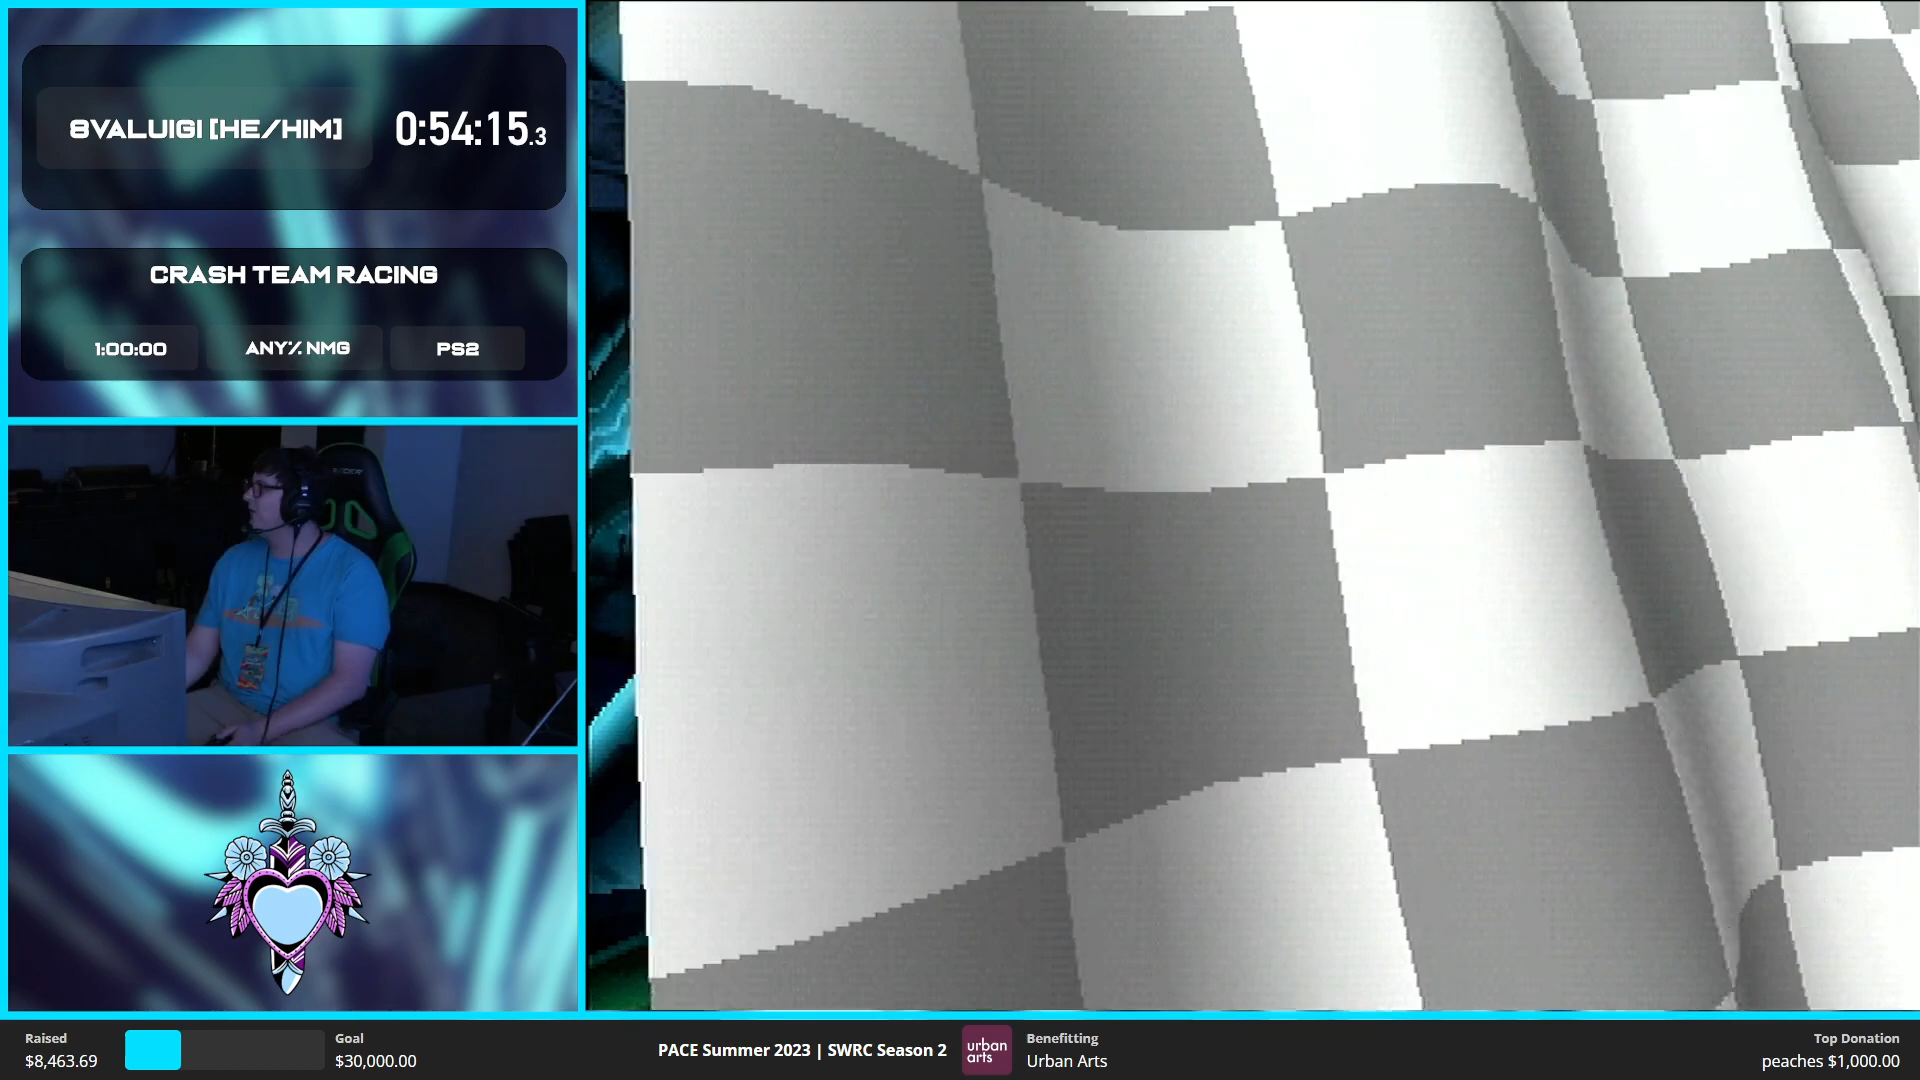 8VALUIGI [HE/HIM]
0:54:15.3
CRASH TEAM RACING
1:00:00
ANY% NMG
PS2
Raised
$8,463.69
Goal
$30,000.00
PACE Summer 2023 | SWRC Season 2
urban
arts
Benefitting
Urban Arts
Top Donation
peaches $1,000.00